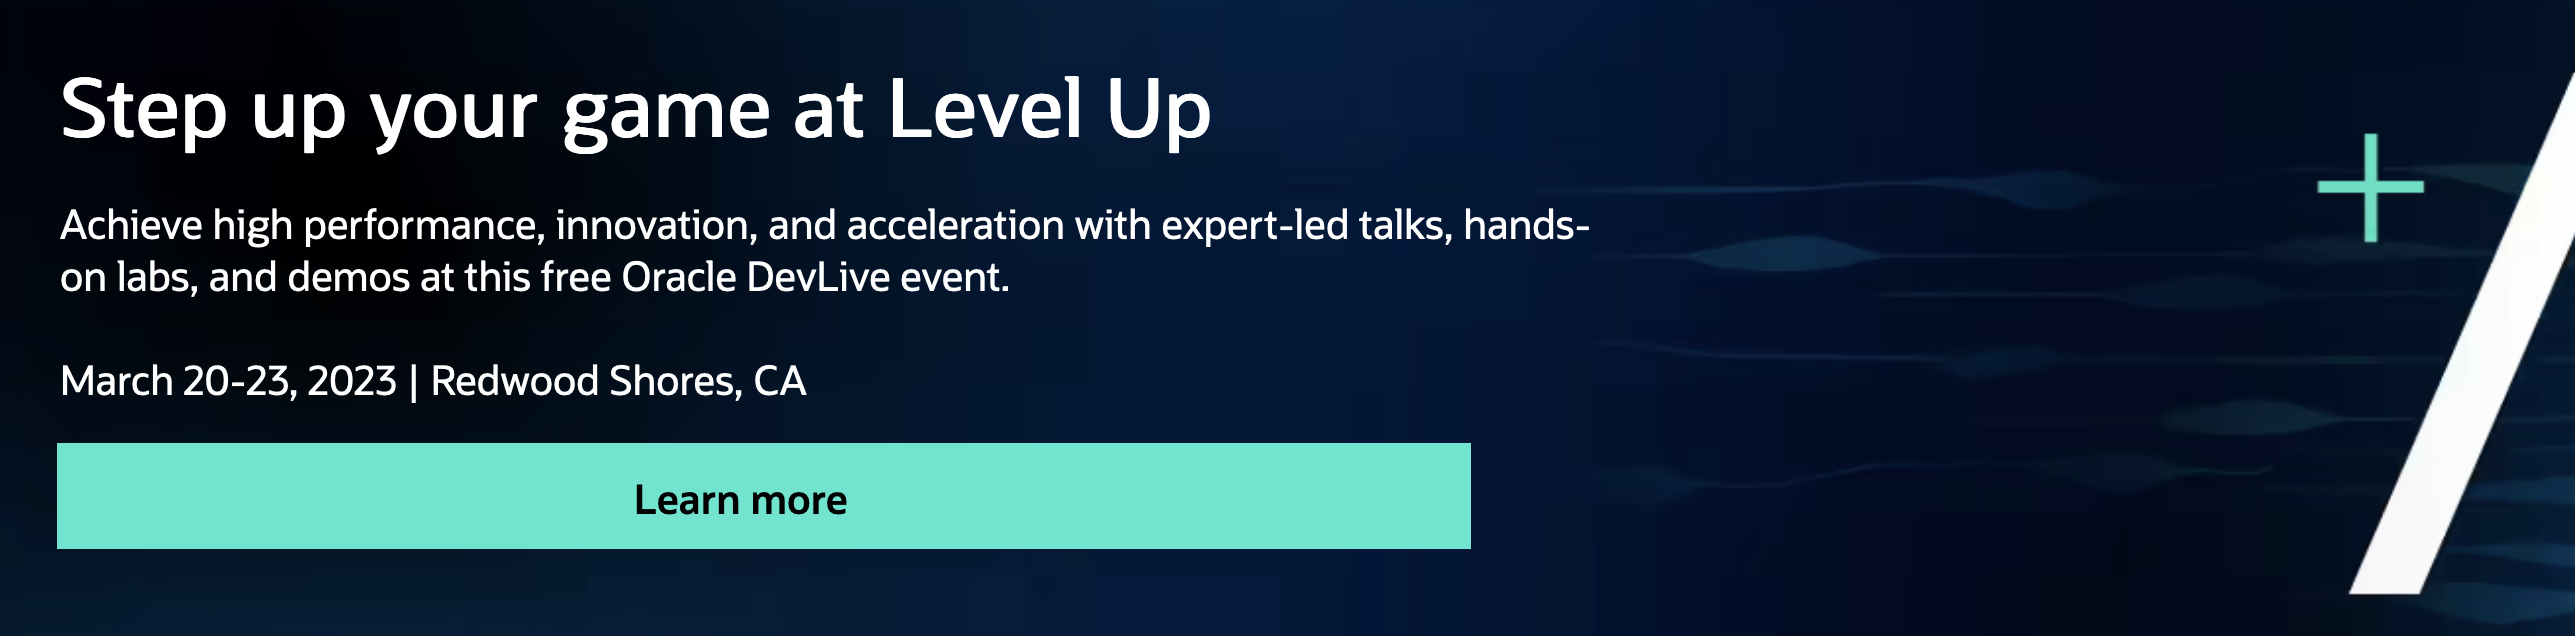 Step up your game at Level Up
Achieve high performance, innovation, and acceleration with expert-led talks, hands-
on labs, and demos at this free Oracle DevLive event.
March 20-23, 2023 | Redwood Shores, CA
Learn more